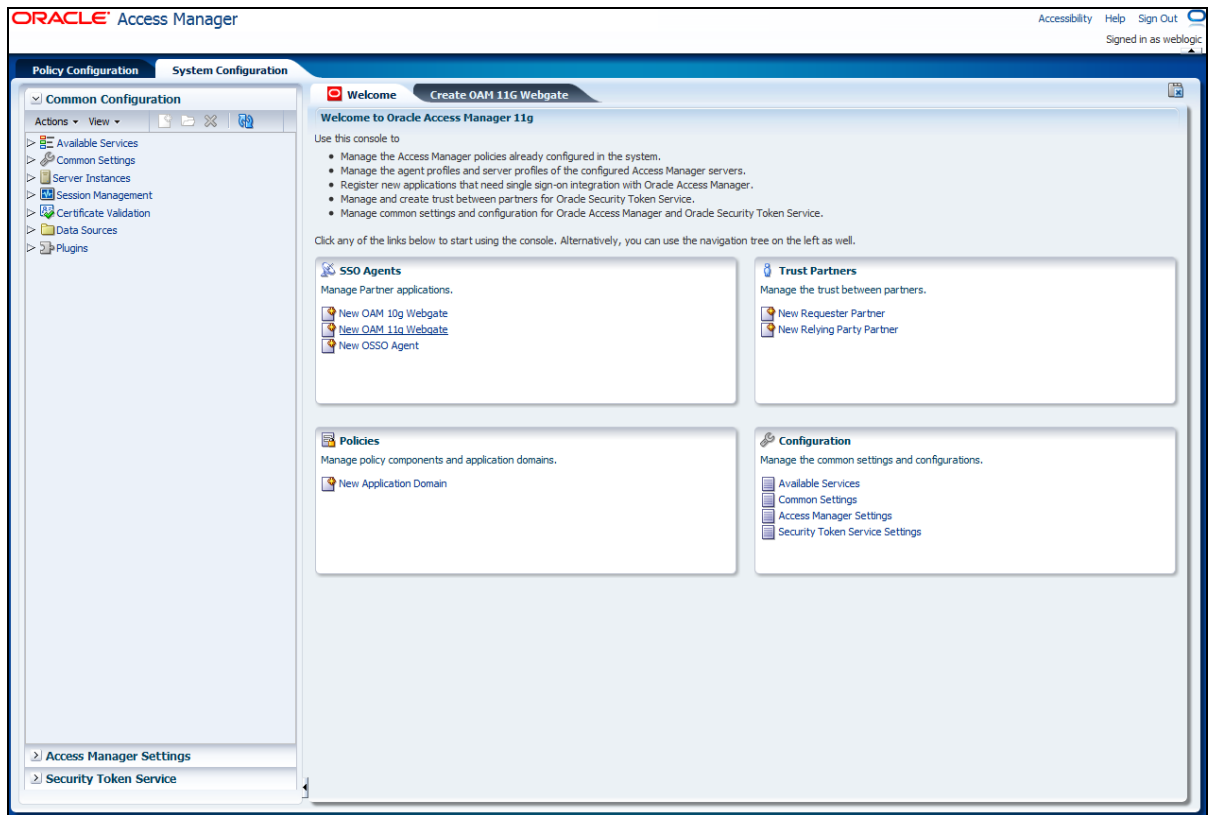 ORACLE Access Manager
Accessibility Help Sign Out
Signed in as weblogic
Policy Configuration System Configuration
Common Configuration
Actions View
Available Services
Common Settings
Server Instances
Session Management
Certificate Validation
Data Sources
Plugins
Access Manager Settings
Security Token Service
Welcome Create OAM 11G Webgate
Welcome to Oracle Access Manager 11g
Use this console to
• Manage the Access Manager policies already configured in the system.
• Manage the agent profiles and server profiles of the configured Access Manager servers.
• Register new applications that need single sign-on integration with Oracle Access Manager.
• Manage and create trust between partners for Oracle Security Token Service.
• Manage common settings and configuration for Oracle Access Manager and Oracle Security Token Service.
Click any of the links below to start using the console. Alternatively, you can use the navigation tree on the left as well.
SSO Agents
Manage Partner applications.
New OAM 10g Webgate
New OAM 11g Webgate
New OSSO Agent
Trust Partners
Manage the trust between partners.
New Requester Partner
New Relying Party Partner
Policies
Manage policy components and application domains.
New Application Domain
Configuration
Manage the common settings and configurations.
Available Services
Common Settings
Access Manager Settings
Security Token Service Settings